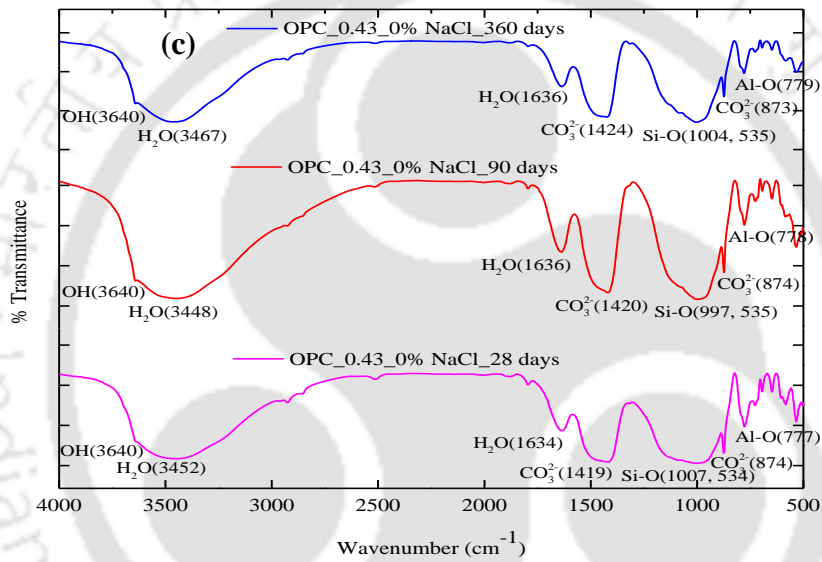 (c)
OPC_0.43_0% NaCl_360 days
OH(3640)
H₂O(3467)
H₂O(1636)
CO₃²⁻(1424)
Si-O(1004, 535)
CO₃²⁻(873)
Al-O(779)
OPC_0.43_0% NaCl_90 days
OH(3640)
H₂O(3448)
H₂O(1636)
CO₃²⁻(1420)
Si-O(997, 535)
CO₃²⁻(874)
Al-O(778)
OPC_0.43_0% NaCl_28 days
OH(3640)
H₂O(3452)
H₂O(1634)
CO₃²⁻(1419)
Si-O(1007, 534)
CO₃²⁻(874)
Al-O(777)
% Transmittance
4000 3500 3000 2500 2000 1500 1000 500
Wavenumber (cm⁻¹)